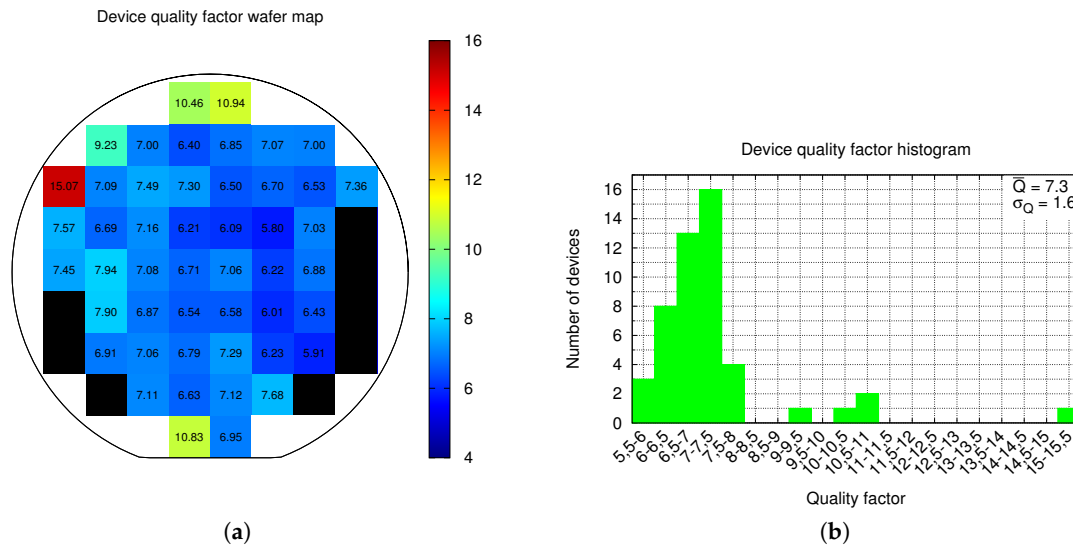 Device quality factor wafer map
10.46 10.94
9.23 7.00 6.40 6.85 7.07 7.00
15.07 7.09 7.49 7.30 6.50 6.70 6.53 7.36
7.57 6.69 7.16 6.21 6.09 5.80 7.03
7.45 7.94 7.08 6.71 7.06 6.22 6.88
7.90 6.87 6.54 6.58 6.01 6.43
6.91 7.06 6.79 7.29 6.23 5.91
7.11 6.63 7.12 7.68
10.83 6.95
16
14
12
10
8
6
4
(a)
Device quality factor histogram
Q̅ = 7.3
σQ = 1.6
Number of devices
16
14
12
10
8
6
4
2
0
5,5-6
6-6,5
6,5-7
7-7,5
7,5-8
8-8,5
8,5-9
9-9,5
9,5-10
10-10,5
10,5-11
11-11,5
11,5-12
12-12,5
12,5-13
13-13,5
13,5-14
14-14,5
14,5-15
15-15,5
Quality factor
(b)